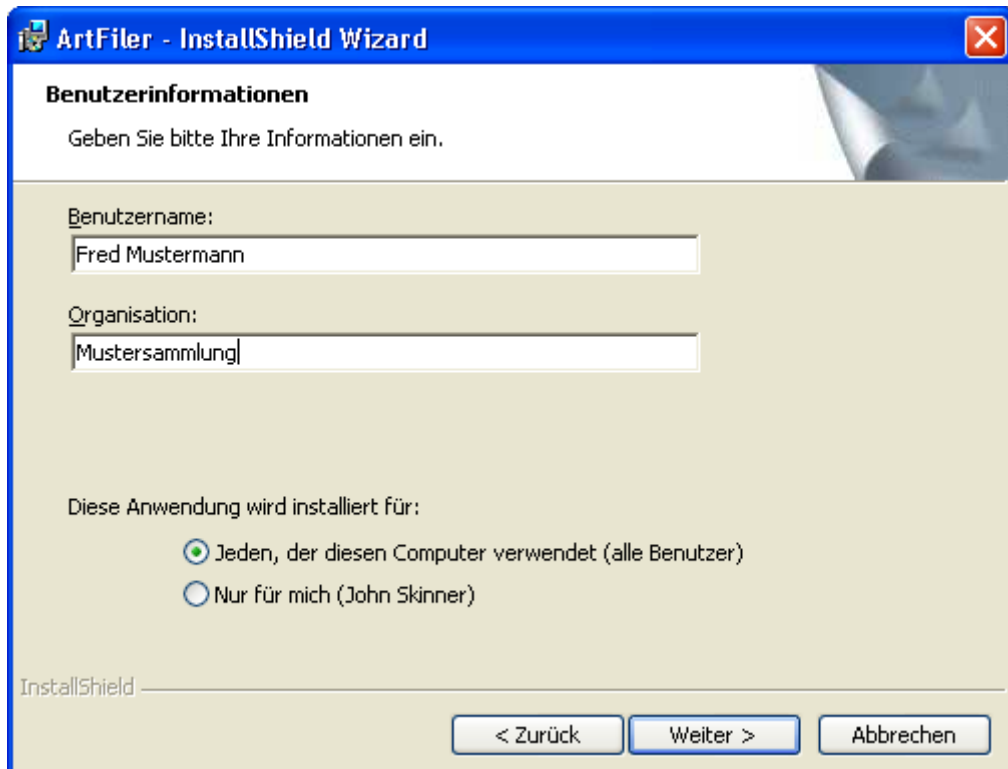 ArtFiler - InstallShield Wizard
Benutzerinformationen
Geben Sie bitte Ihre Informationen ein.
Benutzername:
Fred Mustermann
Organisation:
Mustersammlung
Diese Anwendung wird installiert für:
Jeden, der diesen Computer verwendet (alle Benutzer)
Nur für mich (John Skinner)
InstallShield
< Zurück Weiter > Abbrechen